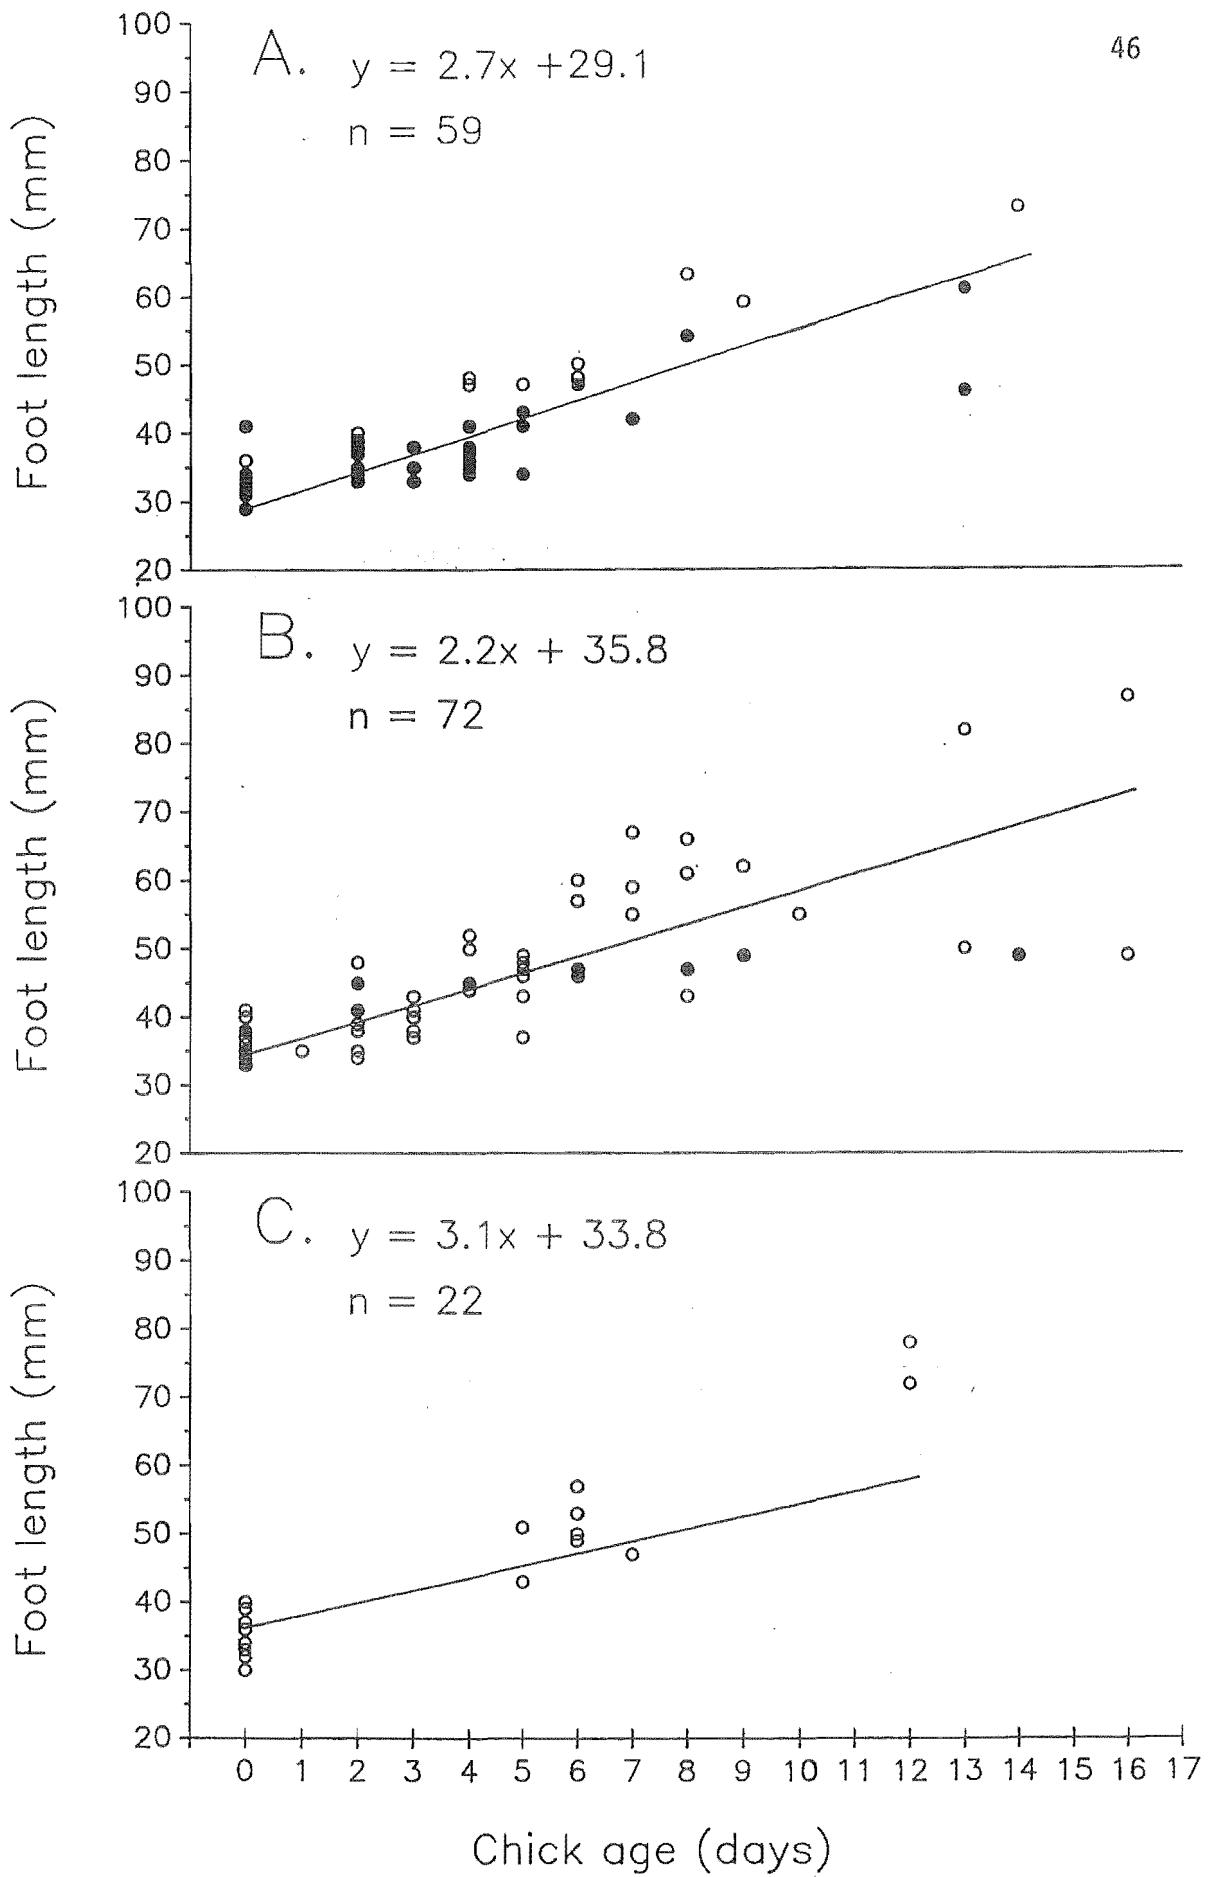 46
A. y = 2.7x +29.1
n = 59
100
90
80
70
60
50
40
30
20
Foot length (mm)
B. y = 2.2x + 35.8
n = 72
100
90
80
70
60
50
40
30
20
Foot length (mm)
C. y = 3.1x + 33.8
n = 22
100
90
80
70
60
50
40
30
20
Foot length (mm)
0 1 2 3 4 5 6 7 8 9 10 11 12 13 14 15 16 17
Chick age (days)